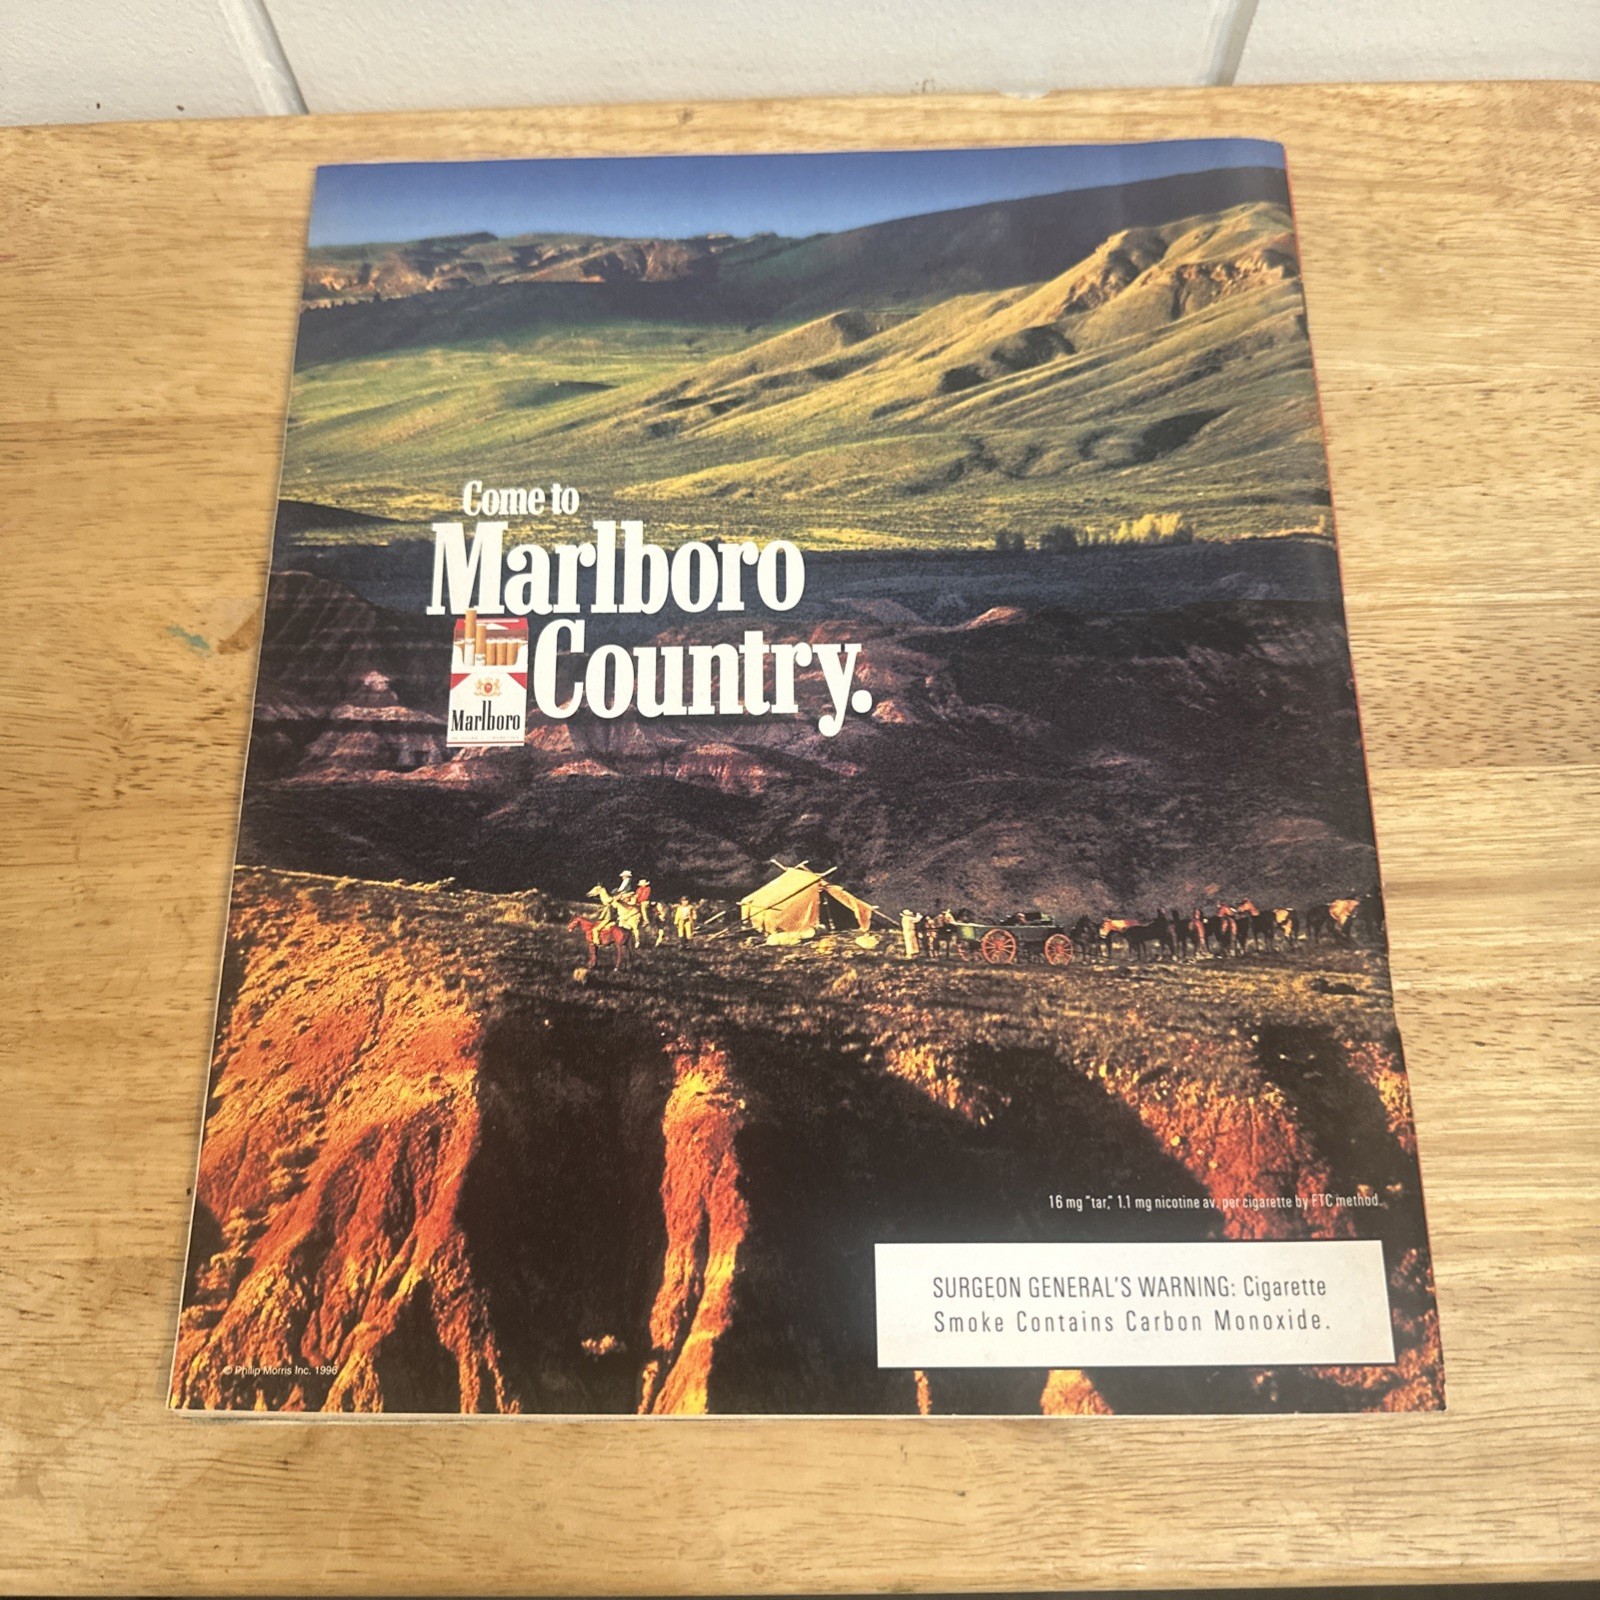 Come to
Marlboro
Country.
Marlboro
16 mg "tar," 1.1 mg nicotine av. per cigarette by FTC method.
SURGEON GENERAL'S WARNING: Cigarette
Smoke Contains Carbon Monoxide.
© Philip Morris Inc. 1996